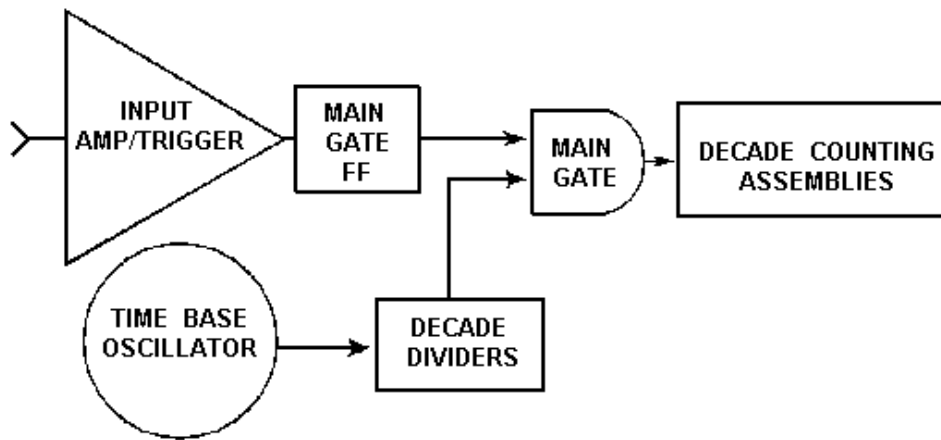 INPUT
AMP/TRIGGER
MAIN
GATE
FF
MAIN
GATE
DECADE COUNTING
ASSEMBLIES
TIME BASE
OSCILLATOR
DECADE
DIVIDERS